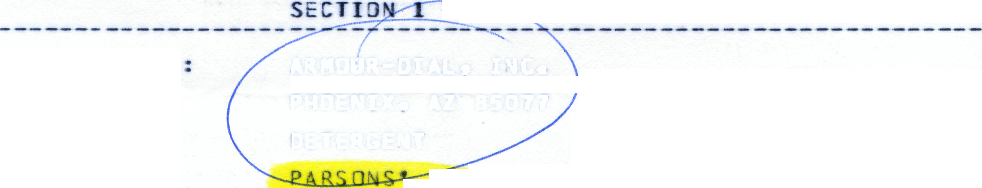 SECTION 1
:
ARMOUR-DIAL, INC.
PHOENIX, AZ 85077
DETERGENT
PARSONS'